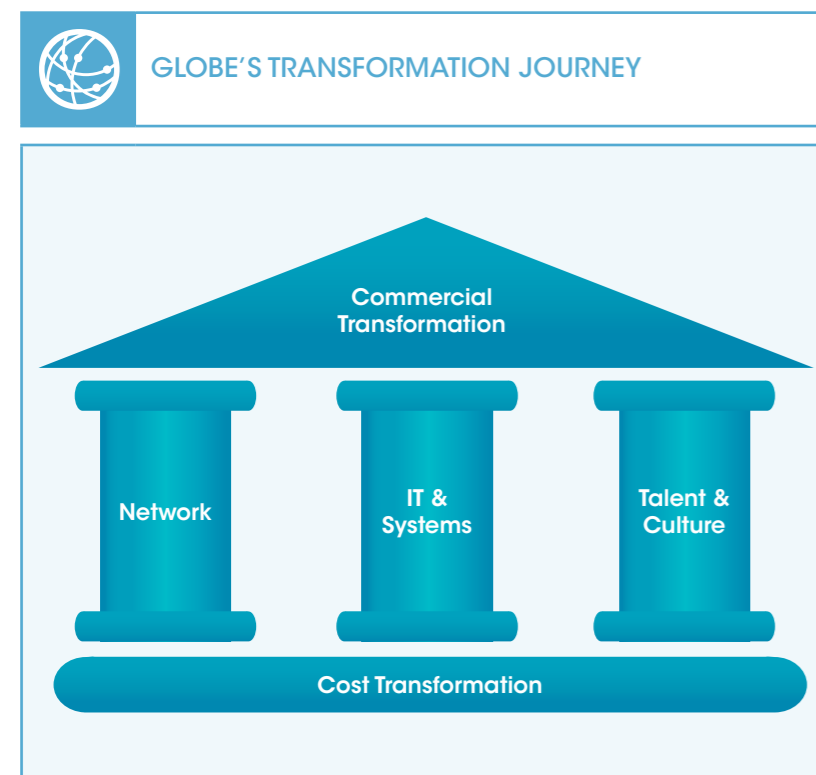 GLOBE'S TRANSFORMATION JOURNEY
Commercial
Transformation
Network
IT &
Systems
Talent &
Culture
Cost Transformation